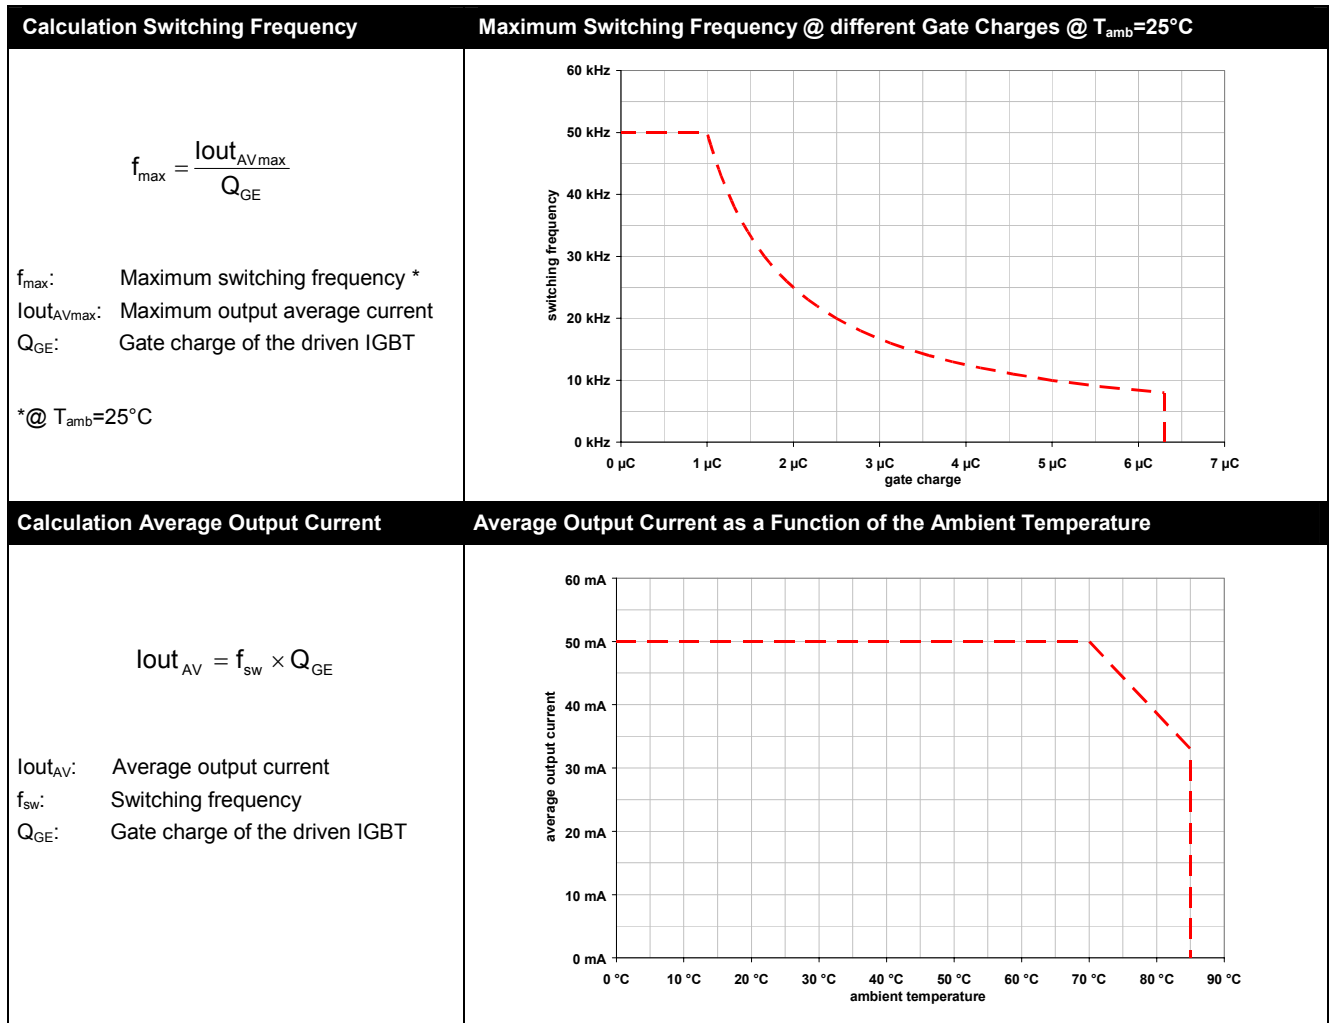 Calculation Switching Frequency
Maximum Switching Frequency @ different Gate Charges @ Tamb=25°C
fmax = IoutAVmax / QGE
fmax: Maximum switching frequency *
IoutAVmax: Maximum output average current
QGE: Gate charge of the driven IGBT
*@ Tamb=25°C
60 kHz
50 kHz
40 kHz
30 kHz
20 kHz
10 kHz
0 kHz
switching frequency
0 µC 1 µC 2 µC 3 µC 4 µC 5 µC 6 µC 7 µC
gate charge
Calculation Average Output Current
Average Output Current as a Function of the Ambient Temperature
IoutAV = fsw × QGE
IoutAV: Average output current
fsw: Switching frequency
QGE: Gate charge of the driven IGBT
60 mA
50 mA
40 mA
30 mA
20 mA
10 mA
0 mA
average output current
0 °C 10 °C 20 °C 30 °C 40 °C 50 °C 60 °C 70 °C 80 °C 90 °C
ambient temperature